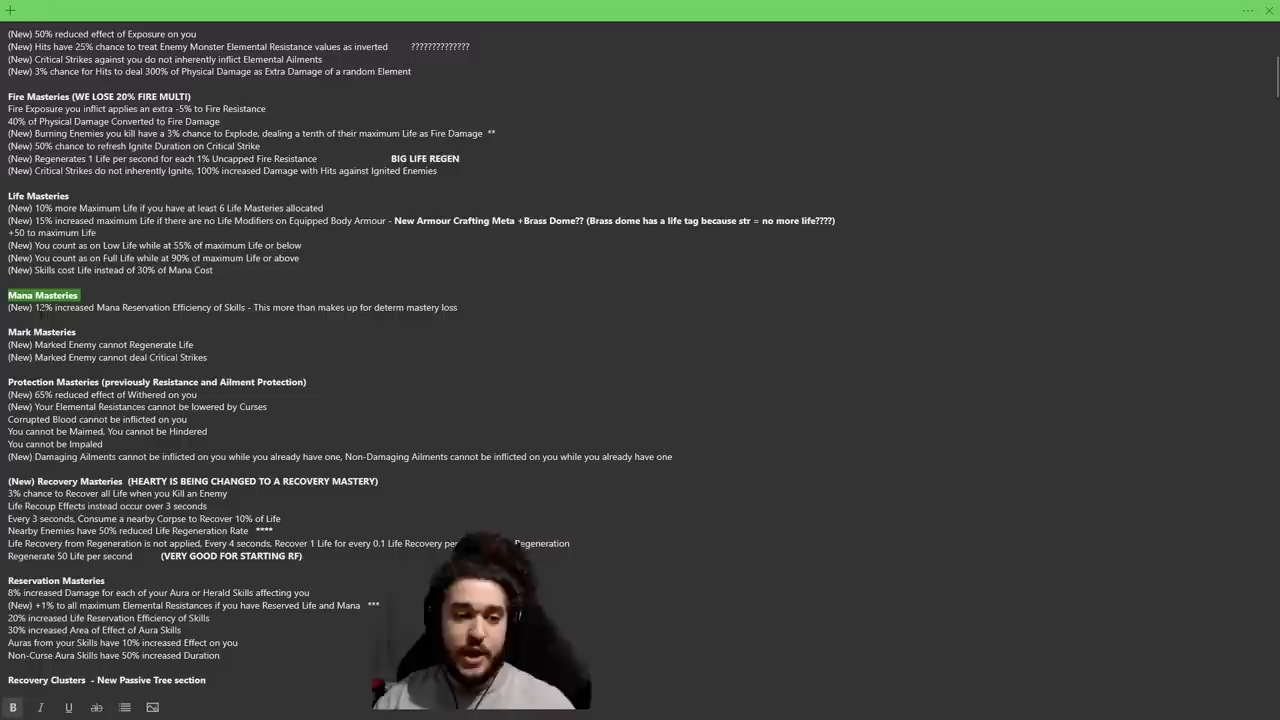 (New) 50% reduced effect of Exposure on you
(New) Hits have 25% chance to treat Enemy Monster Elemental Resistance values as inverted ??????????????
(New) Critical Strikes against you do not inherently inflict Elemental Ailments
(New) 3% chance for Hits to deal 300% of Physical Damage as Extra Damage of a random Element
Fire Masteries (WE LOSE 20% FIRE MULTI)
Fire Exposure you inflict applies an extra -5% to Fire Resistance
40% of Physical Damage Converted to Fire Damage
(New) Burning Enemies you kill have a 3% chance to Explode, dealing a tenth of their maximum Life as Fire Damage **
(New) 50% chance to refresh Ignite Duration on Critical Strike
(New) Regenerates 1 Life per second for each 1% Uncapped Fire Resistance BIG LIFE REGEN
(New) Critical Strikes do not inherently Ignite, 100% increased Damage with Hits against Ignited Enemies
Life Masteries
(New) 10% more Maximum Life if you have at least 6 Life Masteries allocated
(New) 15% increased maximum Life if there are no Life Modifiers on Equipped Body Armour - New Armour Crafting Meta +Brass Dome?? (Brass dome has a life tag because str = no more life????)
+50 to maximum Life
(New) You count as on Low Life while at 55% of maximum Life or below
(New) You count as on Full Life while at 90% of maximum Life or above
(New) Skills cost Life instead of 30% of Mana Cost
Mana Masteries
(New) 12% increased Mana Reservation Efficiency of Skills - This more than makes up for determ mastery loss
Mark Masteries
(New) Marked Enemy cannot Regenerate Life
(New) Marked Enemy cannot deal Critical Strikes
Protection Masteries (previously Resistance and Ailment Protection)
(New) 65% reduced effect of Withered on you
(New) Your Elemental Resistances cannot be lowered by Curses
Corrupted Blood cannot be inflicted on you
You cannot be Maimed, You cannot be Hindered
You cannot be Impaled
(New) Damaging Ailments cannot be inflicted on you while you already have one, Non-Damaging Ailments cannot be inflicted on you while you already have one
(New) Recovery Masteries (HEARTY IS BEING CHANGED TO A RECOVERY MASTERY)
3% chance to Recover all Life when you Kill an Enemy
Life Recoup Effects instead occur over 3 seconds
Every 3 seconds, Consume a nearby Corpse to Recover 10% of Life
Nearby Enemies have 50% reduced Life Regeneration Rate ****
Life Recovery from Regeneration is not applied, Every 4 seconds, Recover 1 Life for every 0.1 Life Recovery per Regeneration
Regenerate 50 Life per second (VERY GOOD FOR STARTING RF)
Reservation Masteries
8% increased Damage for each of your Aura or Herald Skills affecting you
(New) +1% to all maximum Elemental Resistances if you have Reserved Life and Mana ***
20% increased Life Reservation Efficiency of Skills
30% increased Area of Effect of Aura Skills
Auras from your Skills have 10% increased Effect on you
Non-Curse Aura Skills have 50% increased Duration
Recovery Clusters - New Passive Tree section
B I U ab